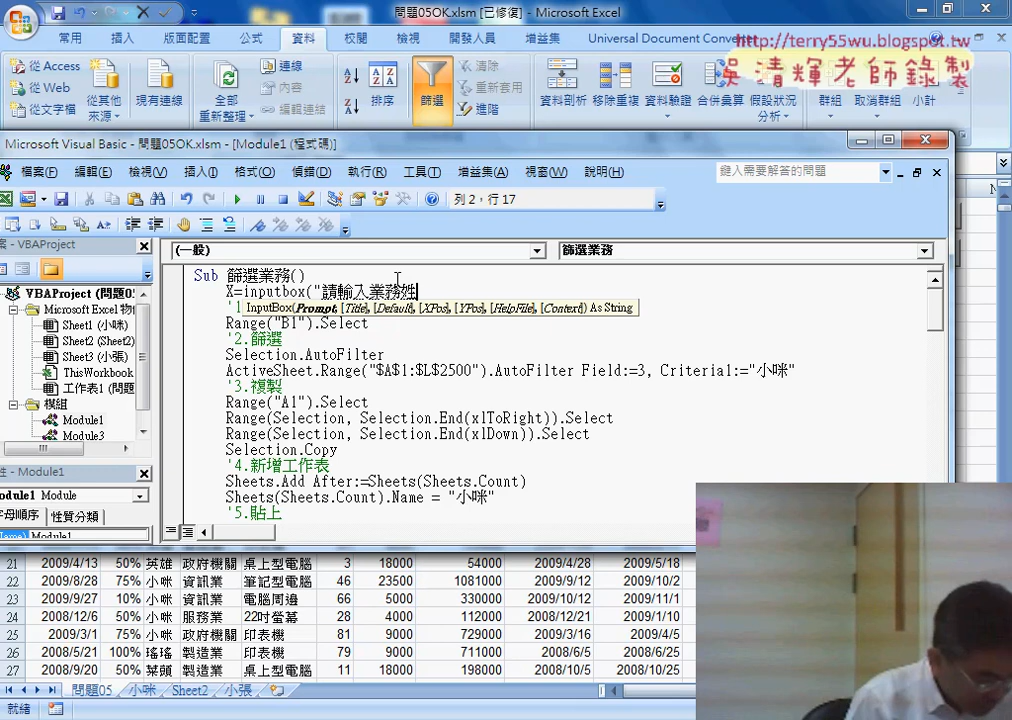 問題05OK.xlsm [已修復] - Microsoft Excel
常用 插入 版面配置 公式 資料 校閱 檢視 開發人員 增益集 Universal Document Conver
http://terry55wu.blogspot.tw
吳清輝老師錄製
從 Access
從 Web
從文字檔
從其他來源
現有連線
全部重新整理
連線
內容
編輯連結
排序
篩選
清除
重新套用
進階
資料剖析 移除重複 資料驗證 合併彙算 假設狀況分析 群組 取消群組 小計
Microsoft Visual Basic - 問題05OK.xlsm - [Module1 (程式碼)]
檔案(F) 編輯(E) 檢視(V) 插入(I) 格式(O) 偵錯(D) 執行(R) 工具(T) 增益集(A) 視窗(W) 說明(H)
鍵入需要解答的問題
列 2，行 17
案 - VBAProject
VBAProject (問題0
Microsoft Excel 物
Sheet1 (小咪)
Sheet2 (Sheet2)
Sheet3 (小張)
ThisWorkbook
工作表1 (問題
模組
Module1
Module3
性 - Module1
odule1 Module
字母順序 性質分類
ame) Module1
(一般) 篩選業務
Sub 篩選業務()
X=inputbox("請輸入業務姓
'1
InputBox(Prompt, [Title], [Default], [XPos], [YPos], [HelpFile], [Context]) As String
Range("B1").Select
'2.篩選
Selection.AutoFilter
ActiveSheet.Range("$A$1:$L$2500").AutoFilter Field:=3, Criteria1:="小咪"
'3.複製
Range("A1").Select
Range(Selection, Selection.End(xlToRight)).Select
Range(Selection, Selection.End(xlDown)).Select
Selection.Copy
'4.新增工作表
Sheets.Add After:=Sheets(Sheets.Count)
Sheets(Sheets.Count).Name = "小咪"
'5.貼上
21 2009/4/13 50% 英雄 政府機關 桌上型電腦 3 18000 54000 2009/4/28 2009/5/18
22 2009/8/28 75% 小咪 資訊業 筆記型電腦 46 23500 1081000 2009/9/12 2009/10/2
23 2009/9/27 10% 小咪 資訊業 電腦周邊 66 5000 330000 2009/10/12 2009/11/1
24 2008/12/6 50% 小咪 服務業 22吋螢幕 28 4000 112000 2009/1/10
25 2009/3/1 75% 小咪 政府機關 印表機 81 9000 729000 2009/3/16 2009/4/5
26 2008/5/21 100% 瑤瑤 製造業 印表機 79 9000 711000 2008/6/5 2008/6/25
27 2008/9/20 50% 菜頭 製造業 桌上型電腦 11 18000 198000 2008/10/5 2008/10/25
問題05 小咪 Sheet2 小張
就緒